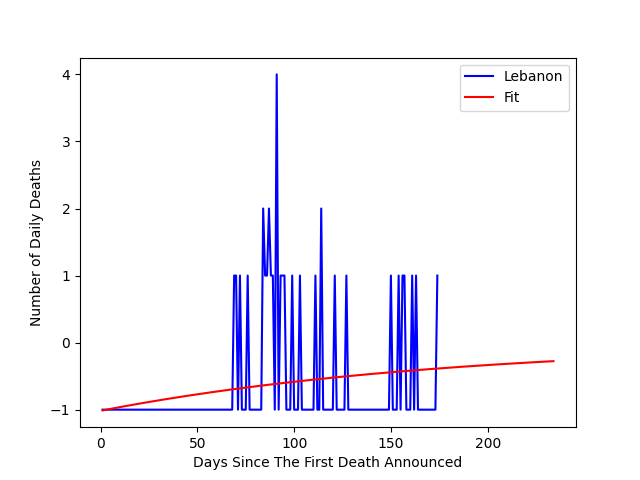 Lebanon
Fit
Number of Daily Deaths
4
3
2
1
0
−1
0 50 100 150 200
Days Since The First Death Announced